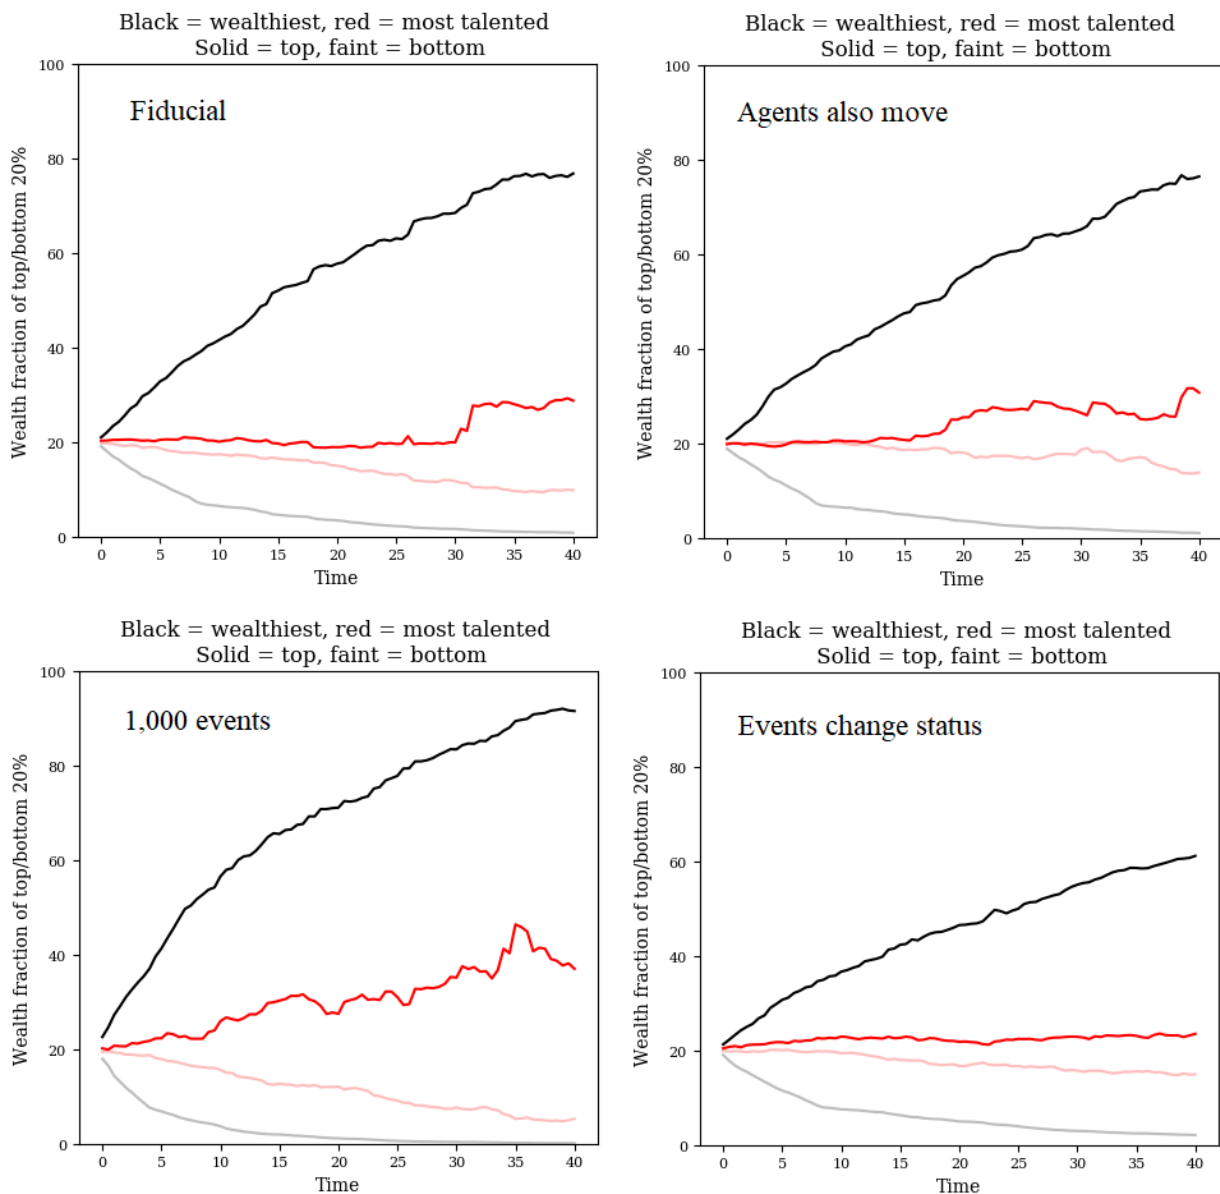 Black = wealthiest, red = most talented
Solid = top, faint = bottom
Fiducial
Wealth fraction of top/bottom 20%
100
80
60
40
20
0
0 5 10 15 20 25 30 35 40
Time
Black = wealthiest, red = most talented
Solid = top, faint = bottom
Agents also move
Wealth fraction of top/bottom 20%
100
80
60
40
20
0
0 5 10 15 20 25 30 35 40
Time
Black = wealthiest, red = most talented
Solid = top, faint = bottom
1,000 events
Wealth fraction of top/bottom 20%
100
80
60
40
20
0
0 5 10 15 20 25 30 35 40
Time
Black = wealthiest, red = most talented
Solid = top, faint = bottom
Events change status
Wealth fraction of top/bottom 20%
100
80
60
40
20
0
0 5 10 15 20 25 30 35 40
Time